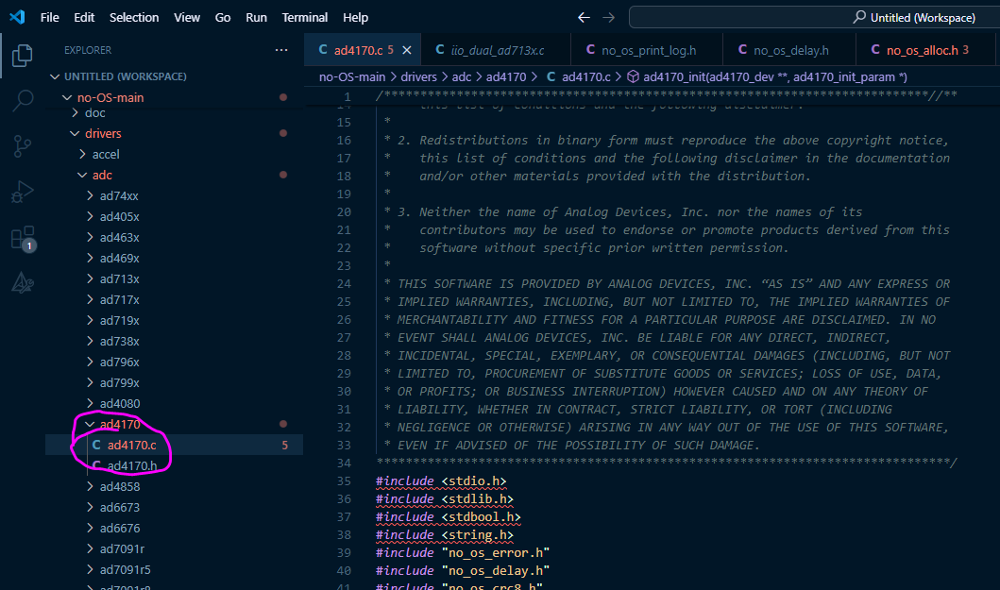 File Edit Selection View Go Run Terminal Help
Untitled (Workspace)
EXPLORER ...
ad4170.c 5
iio_dual_ad713x.c
no_os_print_log.h
no_os_delay.h
no_os_alloc.h 3
UNTITLED (WORKSPACE)
no-OS-main
doc
drivers
accel
adc
ad74xx
ad405x
ad463x
ad469x
ad713x
ad717x
ad719x
ad738x
ad796x
ad799x
ad4080
ad4170
ad4170.c 5
ad4170.h
ad4858
ad6673
ad6676
ad7091r
ad7091r5
ad7091r8
1
no-OS-main > drivers > adc > ad4170 > C ad4170.c > ad4170_init(ad4170_dev **, ad4170_init_param *)
1 /***************************************************************************//**
14 this list of conditions and the following disclaimer.
15 *
16 * 2. Redistributions in binary form must reproduce the above copyright notice,
17 * this list of conditions and the following disclaimer in the documentation
18 * and/or other materials provided with the distribution.
19 *
20 * 3. Neither the name of Analog Devices, Inc. nor the names of its
21 * contributors may be used to endorse or promote products derived from this
22 * software without specific prior written permission.
23 *
24 * THIS SOFTWARE IS PROVIDED BY ANALOG DEVICES, INC. “AS IS” AND ANY EXPRESS OR
25 * IMPLIED WARRANTIES, INCLUDING, BUT NOT LIMITED TO, THE IMPLIED WARRANTIES OF
26 * MERCHANTABILITY AND FITNESS FOR A PARTICULAR PURPOSE ARE DISCLAIMED. IN NO
27 * EVENT SHALL ANALOG DEVICES, INC. BE LIABLE FOR ANY DIRECT, INDIRECT,
28 * INCIDENTAL, SPECIAL, EXEMPLARY, OR CONSEQUENTIAL DAMAGES (INCLUDING, BUT NOT
29 * LIMITED TO, PROCUREMENT OF SUBSTITUTE GOODS OR SERVICES; LOSS OF USE, DATA,
30 * OR PROFITS; OR BUSINESS INTERRUPTION) HOWEVER CAUSED AND ON ANY THEORY OF
31 * LIABILITY, WHETHER IN CONTRACT, STRICT LIABILITY, OR TORT (INCLUDING
32 * NEGLIGENCE OR OTHERWISE) ARISING IN ANY WAY OUT OF THE USE OF THIS SOFTWARE,
33 * EVEN IF ADVISED OF THE POSSIBILITY OF SUCH DAMAGE.
34 *******************************************************************************/
35 #include <stdio.h>
36 #include <stdlib.h>
37 #include <stdbool.h>
38 #include <string.h>
39 #include "no_os_error.h"
40 #include "no_os_delay.h"
41 #include "no_os_crc8.h"